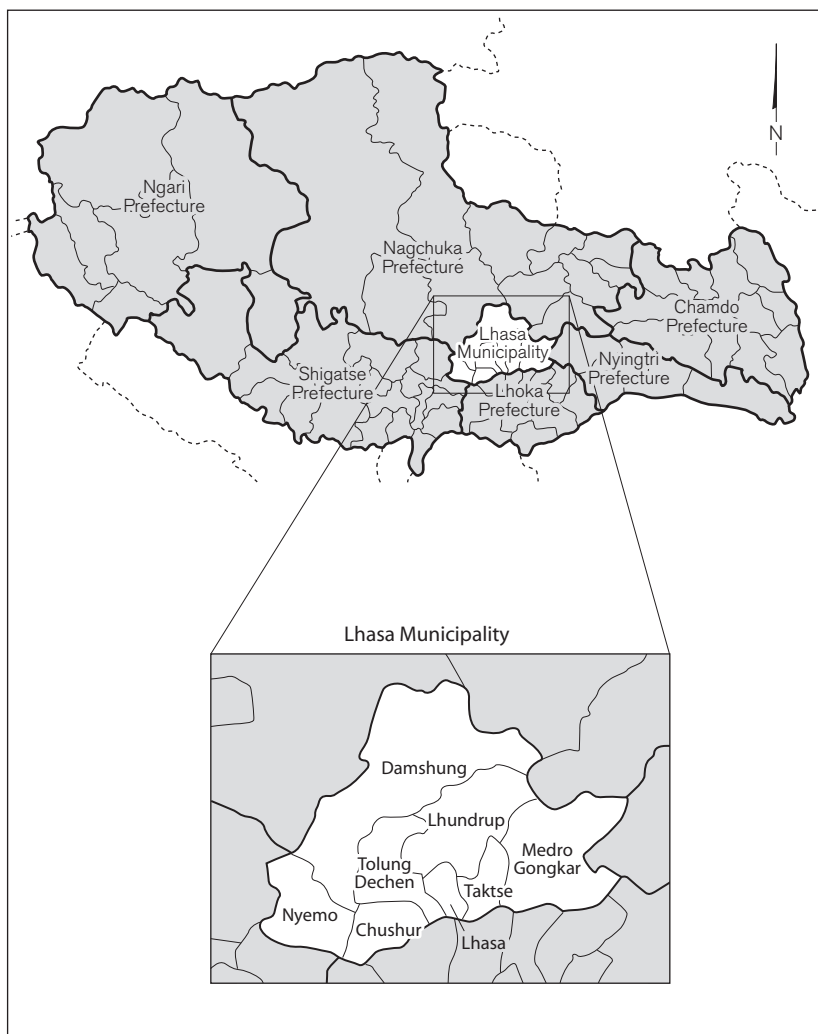 N
Ngari
Prefecture
Nagchuka
Prefecture
Chamdo
Prefecture
Lhasa
Municipality
Nyingtri
Prefecture
Shigatse
Prefecture
Lhoka
Prefecture
Lhasa Municipality
Damshung
Lhundrup
Medro
Gongkar
Tolung
Dechen
Taktse
Nyemo
Chushur
Lhasa